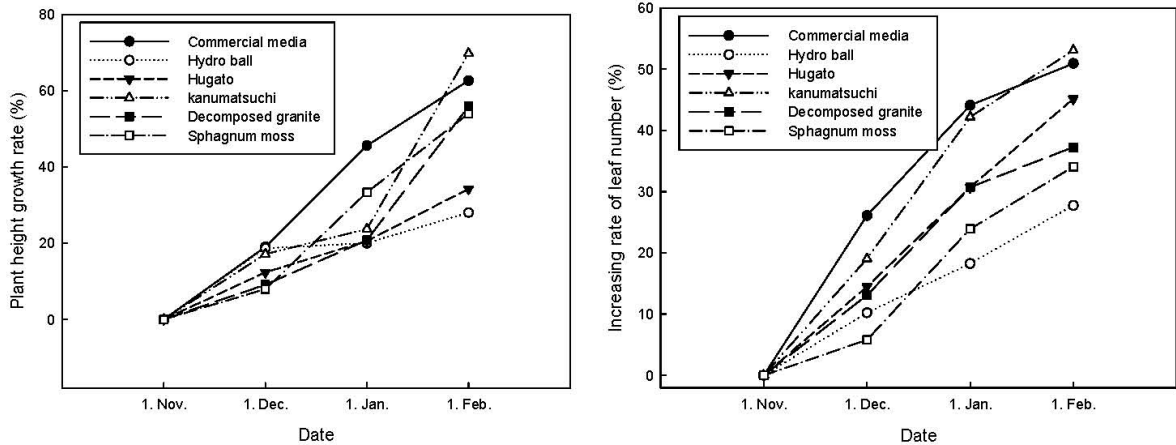 Plant height growth rate (%)
80
60
40
20
0
Commercial media
Hydro ball
Hugato
kanumatsuchi
Decomposed granite
Sphagnum moss
1. Nov.
1. Dec.
1. Jan.
1. Feb.
Date
Increasing rate of leaf number (%)
60
50
40
30
20
10
0
Commercial media
Hydro ball
Hugato
kanumatsuchi
Decomposed granite
Sphagnum moss
1. Nov.
1. Dec.
1. Jan.
1. Feb.
Date